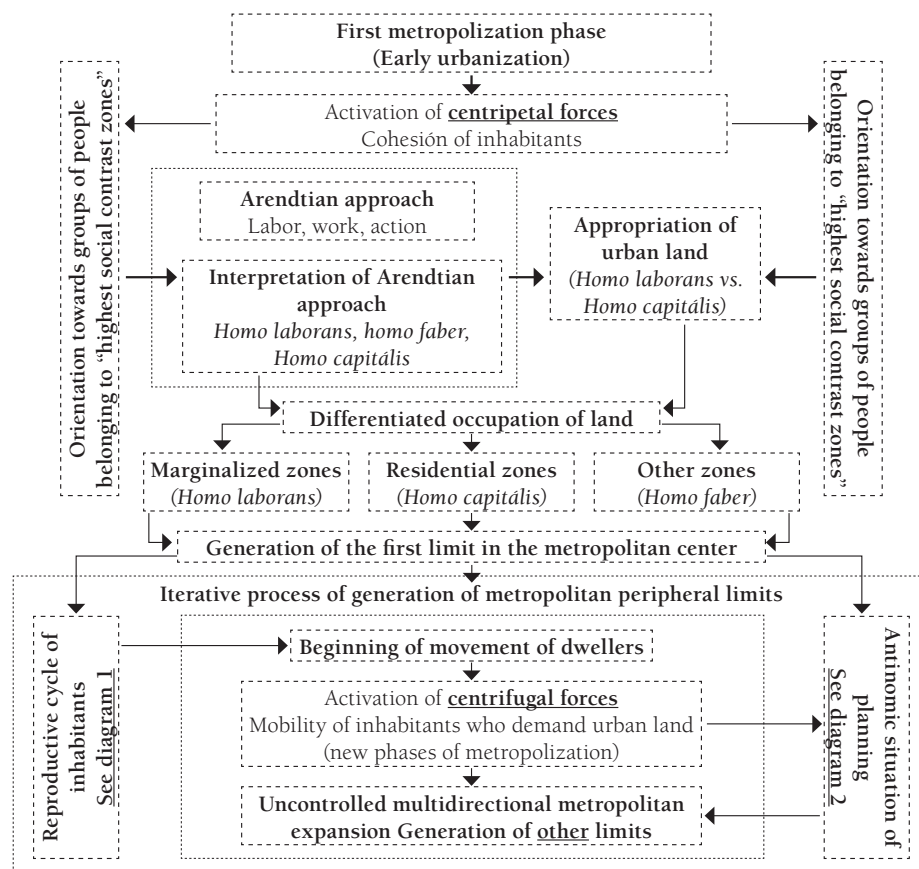 First metropolization phase
(Early urbanization)
Activation of centripetal forces
Cohesión of inhabitants
Orientation towards groups of people
belonging to “highest social contrast zones”
Orientation towards groups of people
belonging to “highest social contrast zones”
Arendtian approach
Labor, work, action
Interpretation of Arendtian
approach
Homo laborans, homo faber,
Homo capitális
Appropriation of
urban land
(Homo laborans vs.
Homo capitális)
Differentiated occupation of land
Marginalized zones
(Homo laborans)
Residential zones
(Homo capitális)
Other zones
(Homo faber)
Generation of the first limit in the metropolitan center
Iterative process of generation of metropolitan peripheral limits
Reproductive cycle of
inhabitants
See diagram 1
Beginning of movement of dwellers
Activation of centrifugal forces
Mobility of inhabitants who demand urban land
(new phases of metropolization)
Uncontrolled multidirectional metropolitan
expansion Generation of other limits
Antinomic situation of
planning
See diagram 2